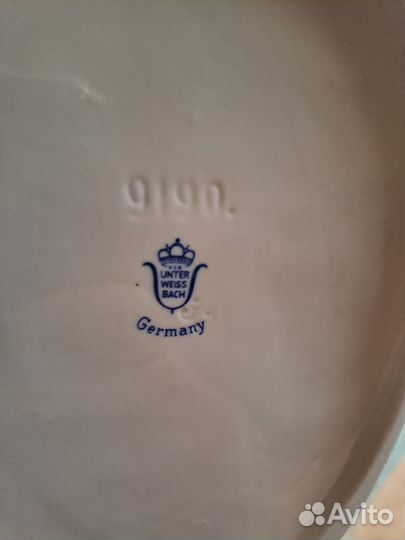 9190.
UNTER
WEISS
BACH
Germany
Avito